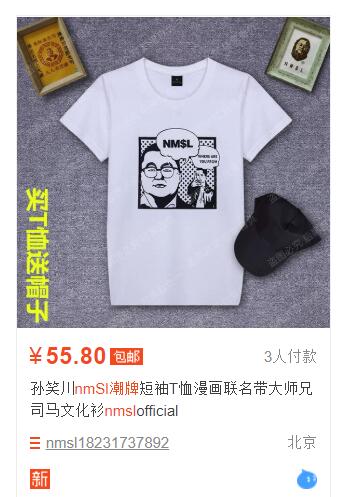 NM$L
WHERE ARE
YOU FROM
买T恤送帽子
¥55.80 包邮
3人付款
孙笑川nmSl潮牌短袖T恤漫画联名带大师兄
司马文化衫nmslofficial
nmsl18231737892
北京
新